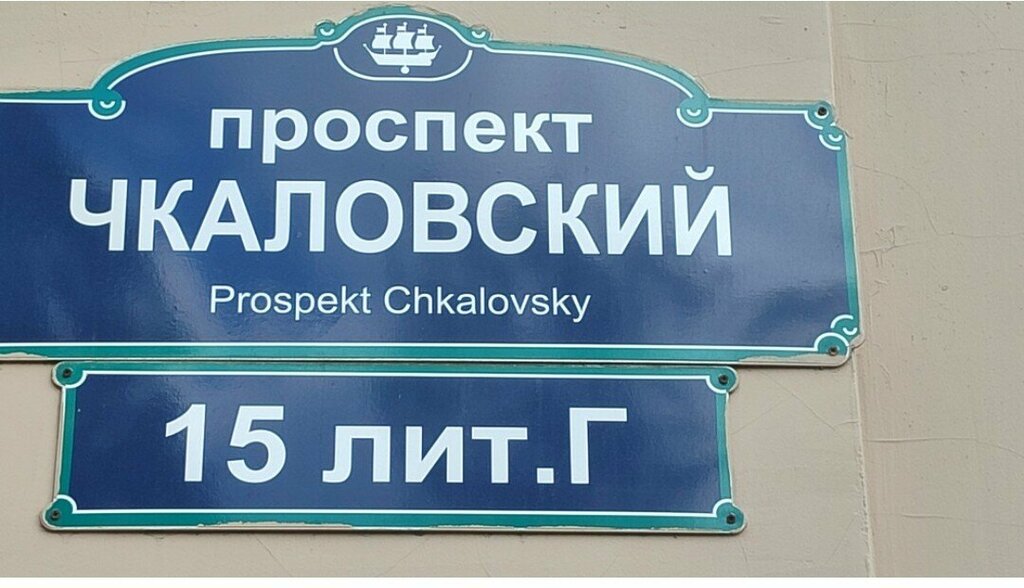 проспект
ЧКАЛОВСКИЙ
Prospekt Chkalovsky
15 лит.Г